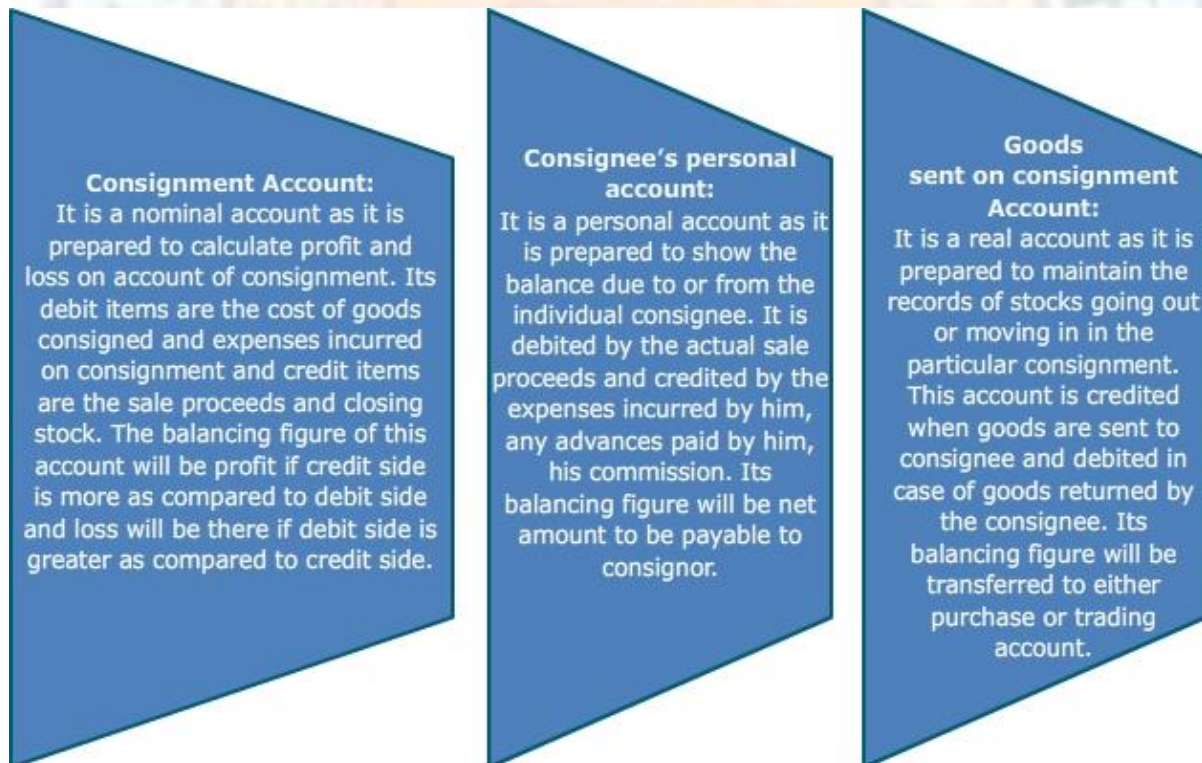 Consignment Account:
It is a nominal account as it is
prepared to calculate profit and
loss on account of consignment. Its
debit items are the cost of goods
consigned and expenses incurred
on consignment and credit items
are the sale proceeds and closing
stock. The balancing figure of this
account will be profit if credit side
is more as compared to debit side
and loss will be there if debit side is
greater as compared to credit side.
Consignee’s personal
account:
It is a personal account as it
is prepared to show the
balance due to or from the
individual consignee. It is
debited by the actual sale
proceeds and credited by the
expenses incurred by him,
any advances paid by him,
his commission. Its
balancing figure will be net
amount to be payable to
consignor.
Goods
sent on consignment
Account:
It is a real account as it is
prepared to maintain the
records of stocks going out
or moving in in the
particular consignment.
This account is credited
when goods are sent to
consignee and debited in
case of goods returned by
the consignee. Its
balancing figure will be
transferred to either
purchase or trading
account.